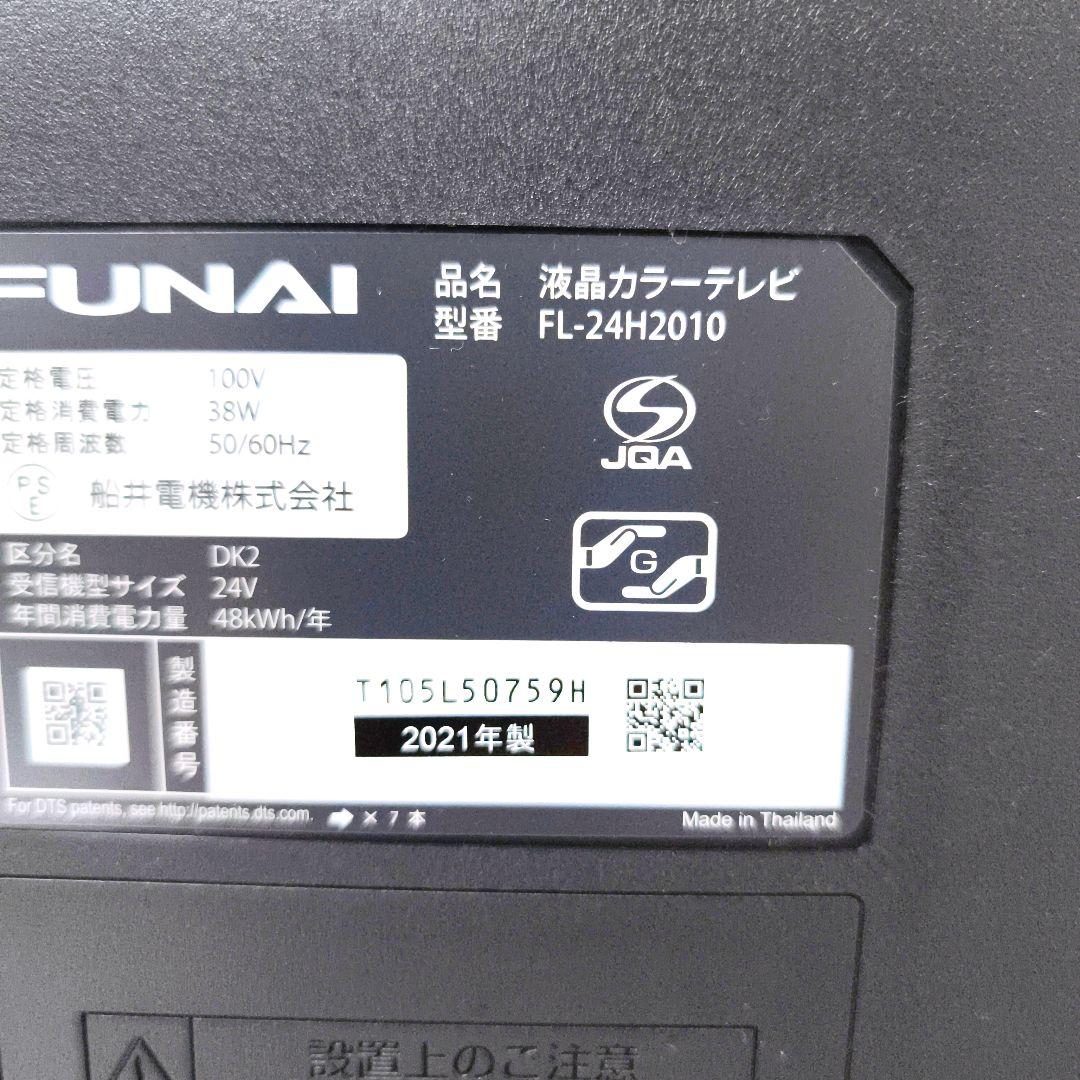 FUNAI
品名 液晶カラーテレビ
型番 FL-24H2010
定格電圧 100V
定格消費電力 38W
定格周波数 50/60Hz
PSE 船井電機株式会社
JQA
G
区分名 DK2
受信機型サイズ 24V
年間消費電力量 48kWh/年
製造番号
T105L50759H
2021年製
For DTS patents, see http://patents.dts.com.
➡ × 7 本
Made in Thailand
設置上のご注意